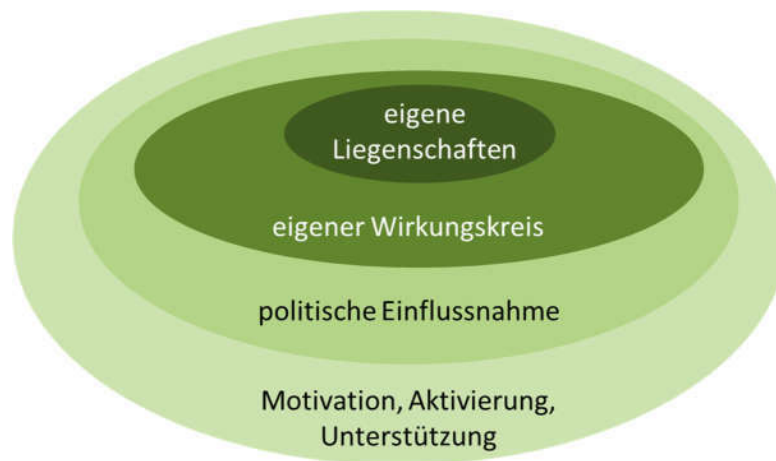 eigene
Liegenschaften
eigener Wirkungskreis
politische Einflussnahme
Motivation, Aktivierung,
Unterstützung